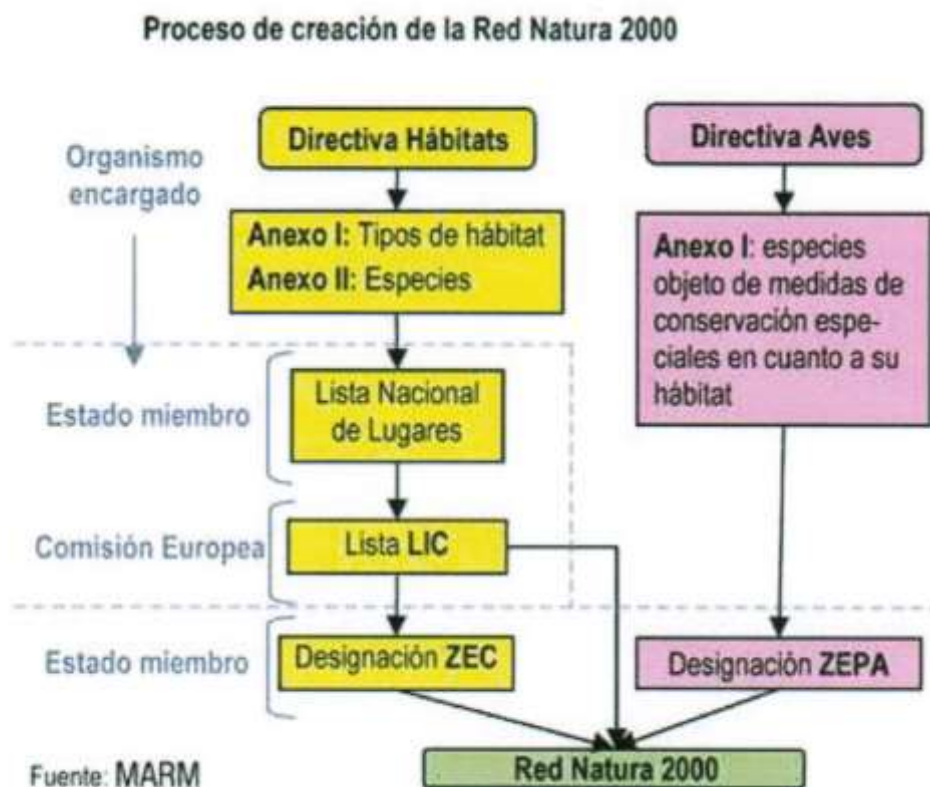 Proceso de creación de la Red Natura 2000
Organismo
encargado
Directiva Hábitats
Directiva Aves
Anexo I: Tipos de hábitat
Anexo II: Especies
Anexo I: especies
objeto de medidas de
conservación espe-
ciales en cuanto a su
hábitat
Estado miembro
Lista Nacional
de Lugares
Comisión Europea
Lista LIC
Estado miembro
Designación ZEC
Designación ZEPA
Fuente: MARM
Red Natura 2000